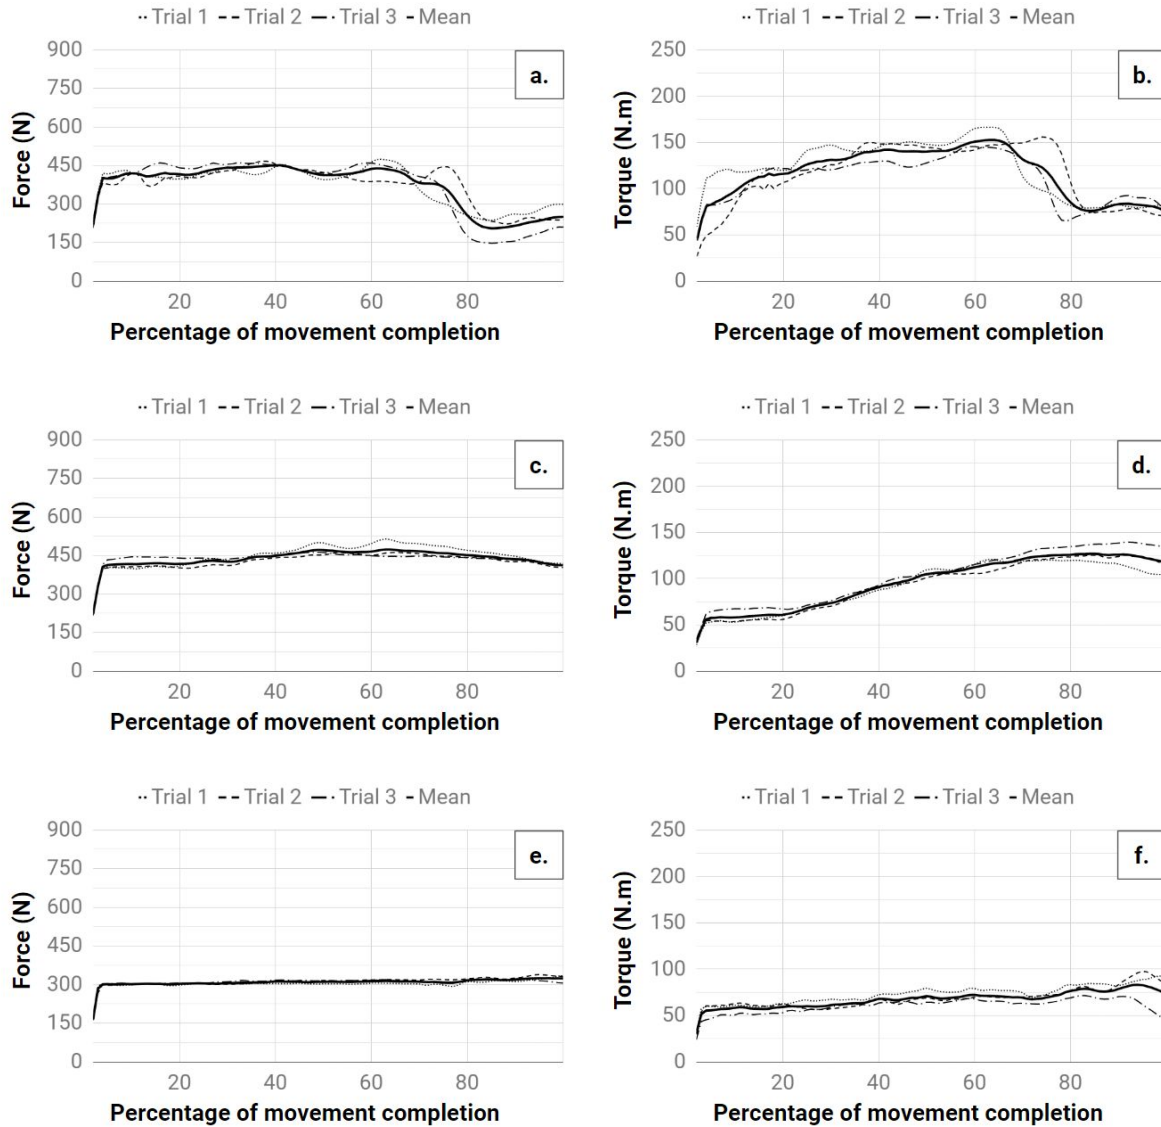 ·· Trial 1 -- Trial 2 —· Trial 3 - Mean
900
750
600
450
300
150
0
Force (N)
a.
20 40 60 80
Percentage of movement completion
·· Trial 1 -- Trial 2 —· Trial 3 - Mean
250
200
150
100
50
0
Torque (N.m)
b.
20 40 60 80
Percentage of movement completion
·· Trial 1 -- Trial 2 —· Trial 3 - Mean
900
750
600
450
300
150
0
Force (N)
c.
20 40 60 80
Percentage of movement completion
·· Trial 1 -- Trial 2 —· Trial 3 - Mean
250
200
150
100
50
0
Torque (N.m)
d.
20 40 60 80
Percentage of movement completion
·· Trial 1 -- Trial 2 —· Trial 3 - Mean
900
750
600
450
300
150
0
Force (N)
e.
20 40 60 80
Percentage of movement completion
·· Trial 1 -- Trial 2 —· Trial 3 - Mean
250
200
150
100
50
0
Torque (N.m)
f.
20 40 60 80
Percentage of movement completion